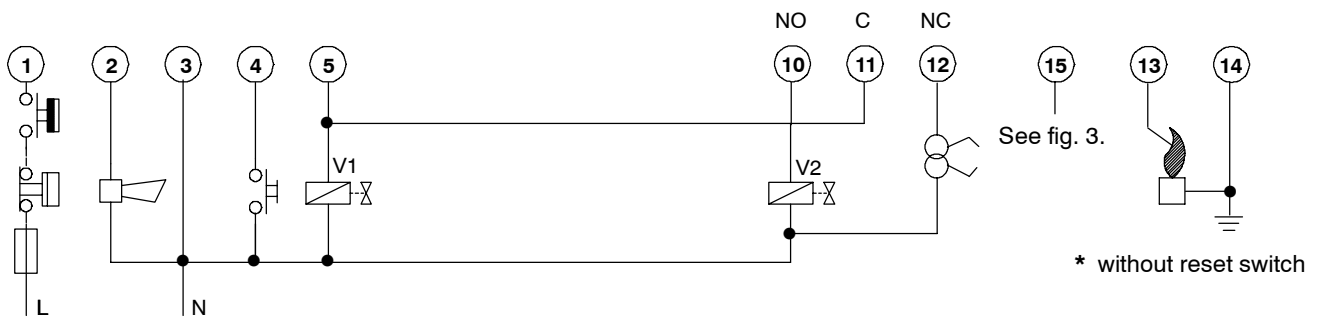 NO C NC
1 2 3 4 5 10 11 12 15 13 14
See fig. 3.
V1 V2
* without reset switch
L N